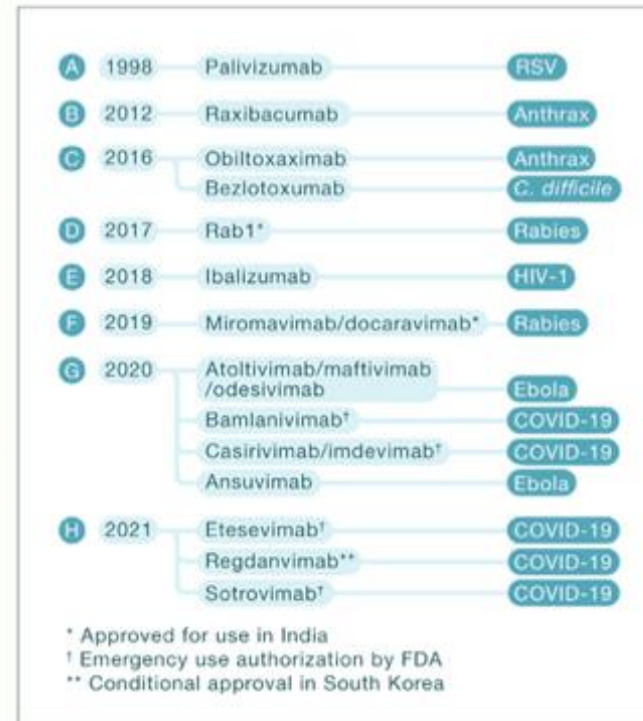 A 1998 Palivizumab RSV
B 2012 Raxibacumab Anthrax
C 2016 Obiltoxaximab Anthrax
Bezlotoxumab C. difficile
D 2017 Rab1* Rabies
E 2018 Ibalizumab HIV-1
F 2019 Miromavimab/docaravimab* Rabies
G 2020 Atoltivimab/maftivimab
/odesivimab Ebola
Bamlanivimab† COVID-19
Casirivimab/imdevimab† COVID-19
Ansuvimab Ebola
H 2021 Etesevimab† COVID-19
Regdanvimab** COVID-19
Sotrovimab† COVID-19
* Approved for use in India
† Emergency use authorization by FDA
** Conditional approval in South Korea